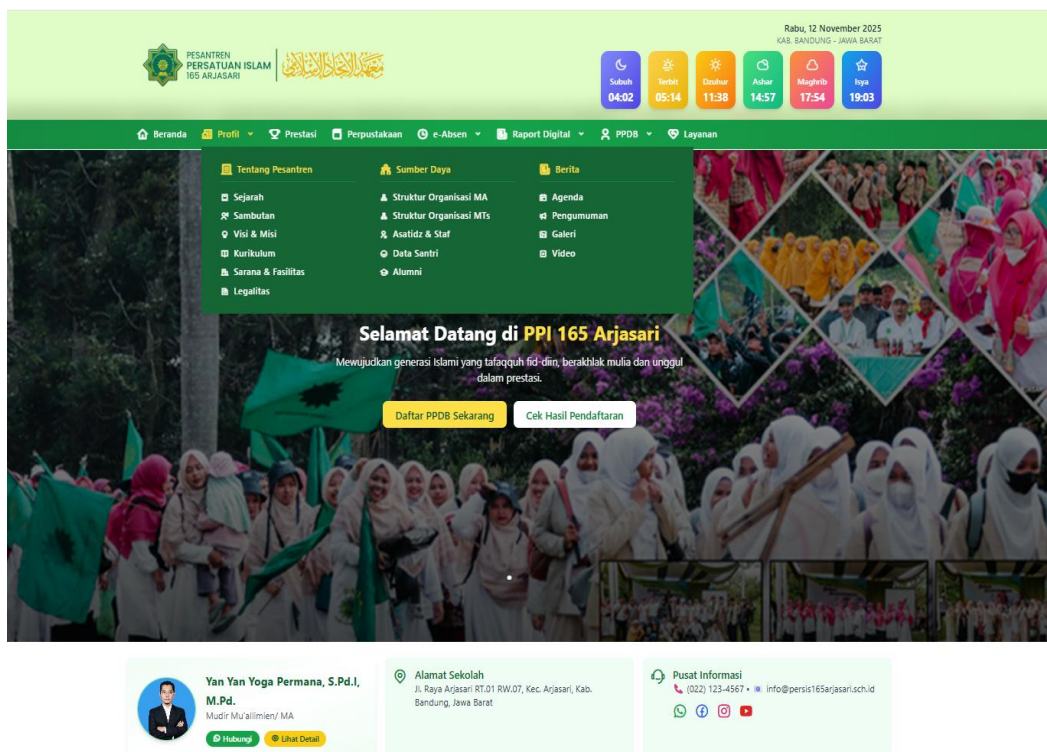 Rabu, 12 November 2025
KAB. BANDUNG - JAWA BARAT
PESANTREN
PERSATUAN ISLAM
165 ARJASARI
Subuh Terbit Dzuhur Ashar Maghrib Isya
04:02 05:14 11:38 14:57 17:54 19:03
Beranda Profil Prestasi Perpustakaan e-Absen Raport Digital PPDB Layanan
Tentang Pesantren
Sejarah
Sambutan
Visi & Misi
Kurikulum
Sarana & Fasilitas
Legalitas
Sumber Daya
Struktur Organisasi MA
Struktur Organisasi MTs
Asatidz & Staf
Data Santri
Alumni
Berita
Agenda
Pengumuman
Galeri
Video
Selamat Datang di PPI 165 Arjasari
Mewujudkan generasi Islami yang tafaqquh fid-diin, berakhlak mulia dan unggul
dalam prestasi.
Daftar PPDB Sekarang Cek Hasil Pendaftaran
Yan Yan Yoga Permana, S.Pd.I,
M.Pd.
Mudir Mu'allimien/ MA
Hubungi Lihat Detail
Alamat Sekolah
Jl. Raya Arjasari RT.01 RW.07, Kec. Arjasari, Kab.
Bandung, Jawa Barat
Pusat Informasi
(022) 123-4567 • info@persis165arjasari.sch.id